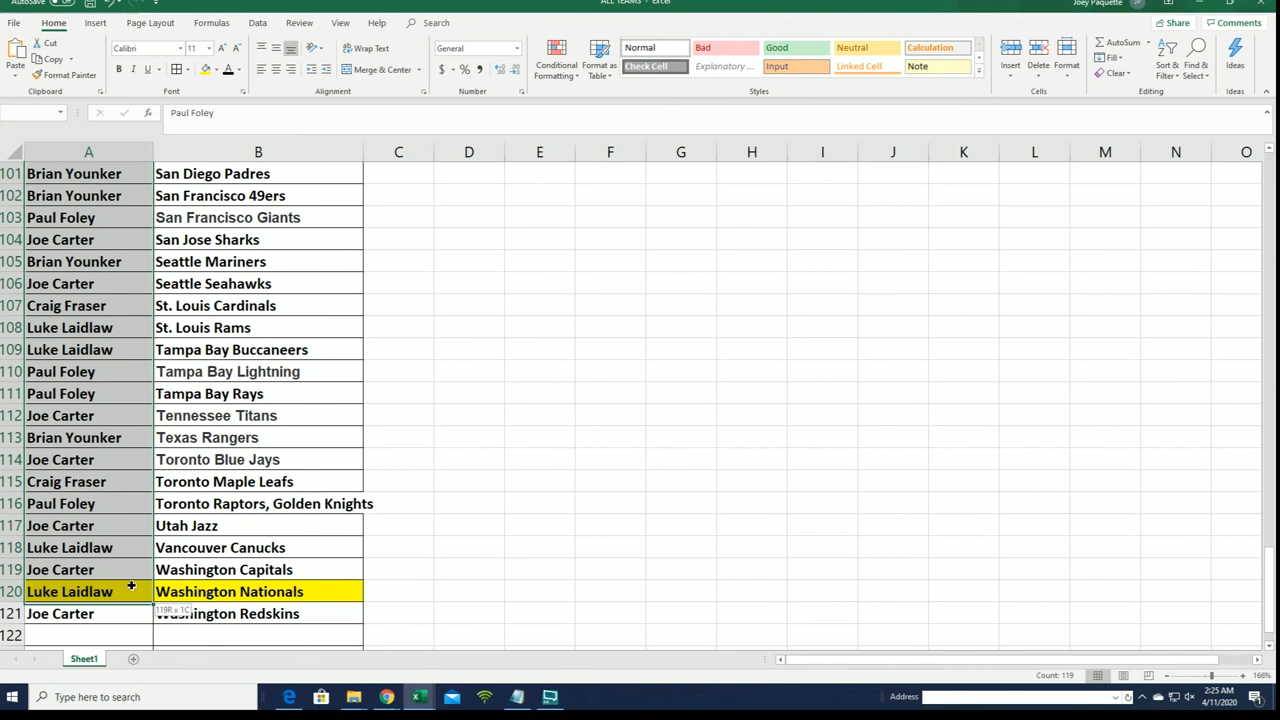 AutoSave Off ALL TEAMS - Excel Joey Paquette JP
File Home Insert Page Layout Formulas Data Review View Help Search Share Comments
Paste Cut Copy Format Painter Clipboard
Calibri 11 B I U Font
Wrap Text Merge & Center Alignment
General $ % Number
Conditional Formatting Format as Table
Normal Bad Good Neutral Calculation
Check Cell Explanatory ... Input Linked Cell Note
Styles
Insert Delete Format Cells
AutoSum Fill Clear Sort & Filter Find & Select Editing
Ideas Ideas
fx Paul Foley
A B C D E F G H I J K L M N O
101 Brian Younker San Diego Padres
102 Brian Younker San Francisco 49ers
103 Paul Foley San Francisco Giants
104 Joe Carter San Jose Sharks
105 Brian Younker Seattle Mariners
106 Joe Carter Seattle Seahawks
107 Craig Fraser St. Louis Cardinals
108 Luke Laidlaw St. Louis Rams
109 Luke Laidlaw Tampa Bay Buccaneers
110 Paul Foley Tampa Bay Lightning
111 Paul Foley Tampa Bay Rays
112 Joe Carter Tennessee Titans
113 Brian Younker Texas Rangers
114 Joe Carter Toronto Blue Jays
115 Craig Fraser Toronto Maple Leafs
116 Paul Foley Toronto Raptors, Golden Knights
117 Joe Carter Utah Jazz
118 Luke Laidlaw Vancouver Canucks
119 Joe Carter Washington Capitals
120 Luke Laidlaw Washington Nationals
119R x 1C
121 Joe Carter Washington Redskins
122
Sheet1
Count: 119 166%
Type here to search Address 2:25 AM
4/11/2020